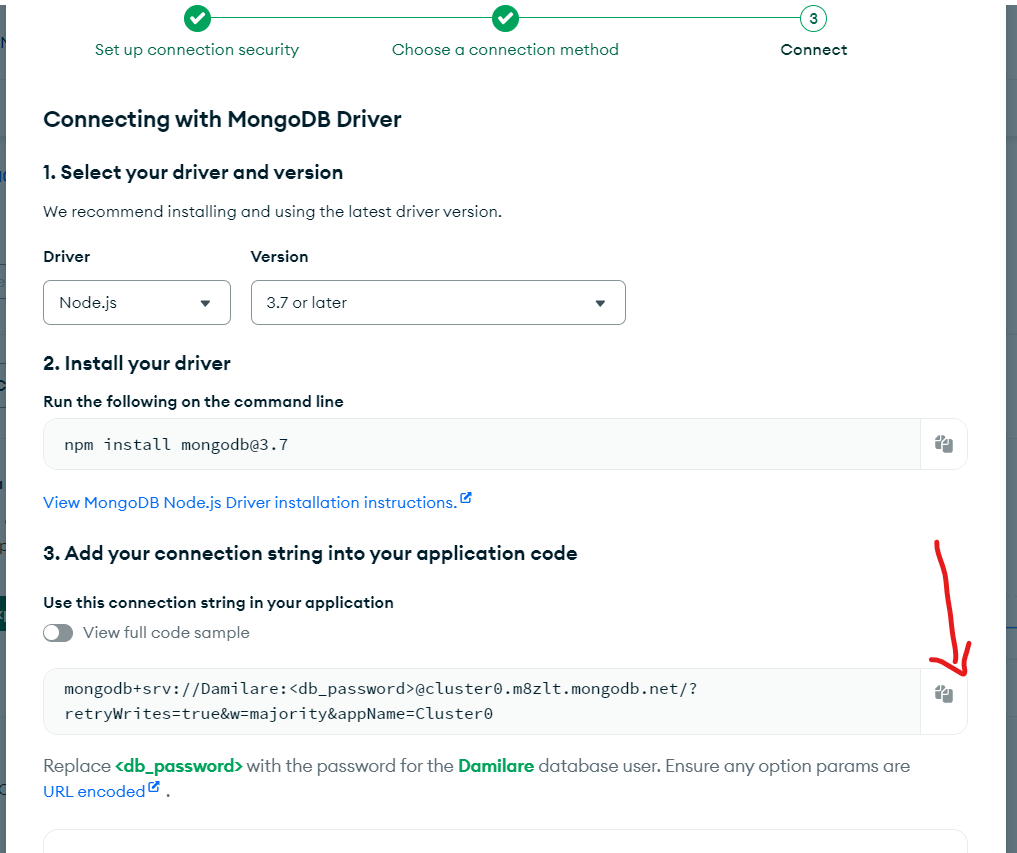 3
Set up connection security
Choose a connection method
Connect
Connecting with MongoDB Driver
1. Select your driver and version
We recommend installing and using the latest driver version.
Driver
Version
Node.js
3.7 or later
2. Install your driver
Run the following on the command line
npm install mongodb@3.7
View MongoDB Node.js Driver installation instructions.
3. Add your connection string into your application code
Use this connection string in your application
View full code sample
mongodb+srv://Damilare:<db_password>@cluster0.m8zlt.mongodb.net/?
retryWrites=true&w=majority&appName=Cluster0
Replace <db_password> with the password for the Damilare database user. Ensure any option params are
URL encoded .